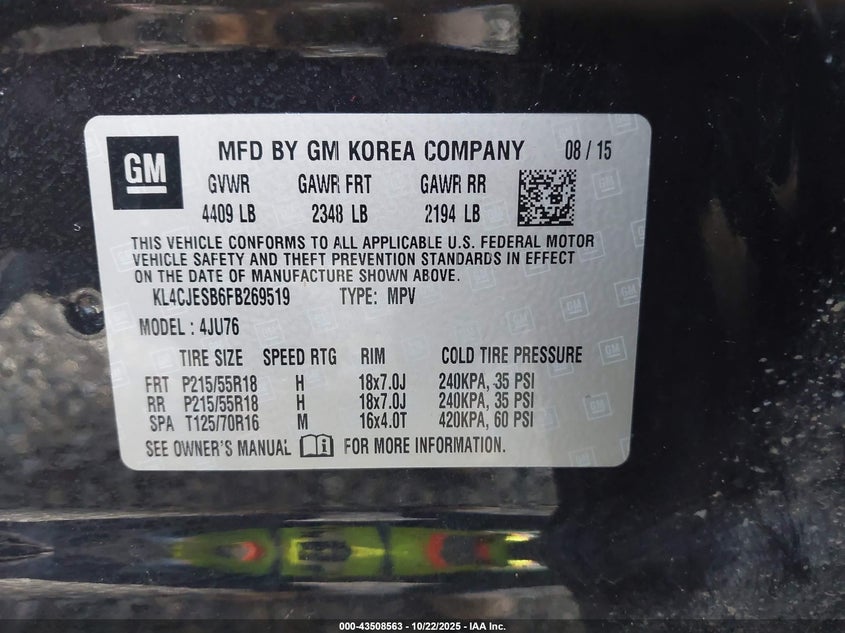 GM
MFD BY GM KOREA COMPANY 08 / 15
GVWR GAWR FRT GAWR RR
4409 LB 2348 LB 2194 LB
THIS VEHICLE CONFORMS TO ALL APPLICABLE U.S. FEDERAL MOTOR
VEHICLE SAFETY AND THEFT PREVENTION STANDARDS IN EFFECT
ON THE DATE OF MANUFACTURE SHOWN ABOVE.
KL4CJESB6FB269519 TYPE: MPV
MODEL : 4JU76
TIRE SIZE SPEED RTG RIM COLD TIRE PRESSURE
FRT P215/55R18 H 18x7.0J 240KPA, 35 PSI
RR P215/55R18 H 18x7.0J 240KPA, 35 PSI
SPA T125/70R16 M 16x4.0T 420KPA, 60 PSI
SEE OWNER'S MANUAL FOR MORE INFORMATION.
000-43508563 - 10/22/2025 - IAA Inc.